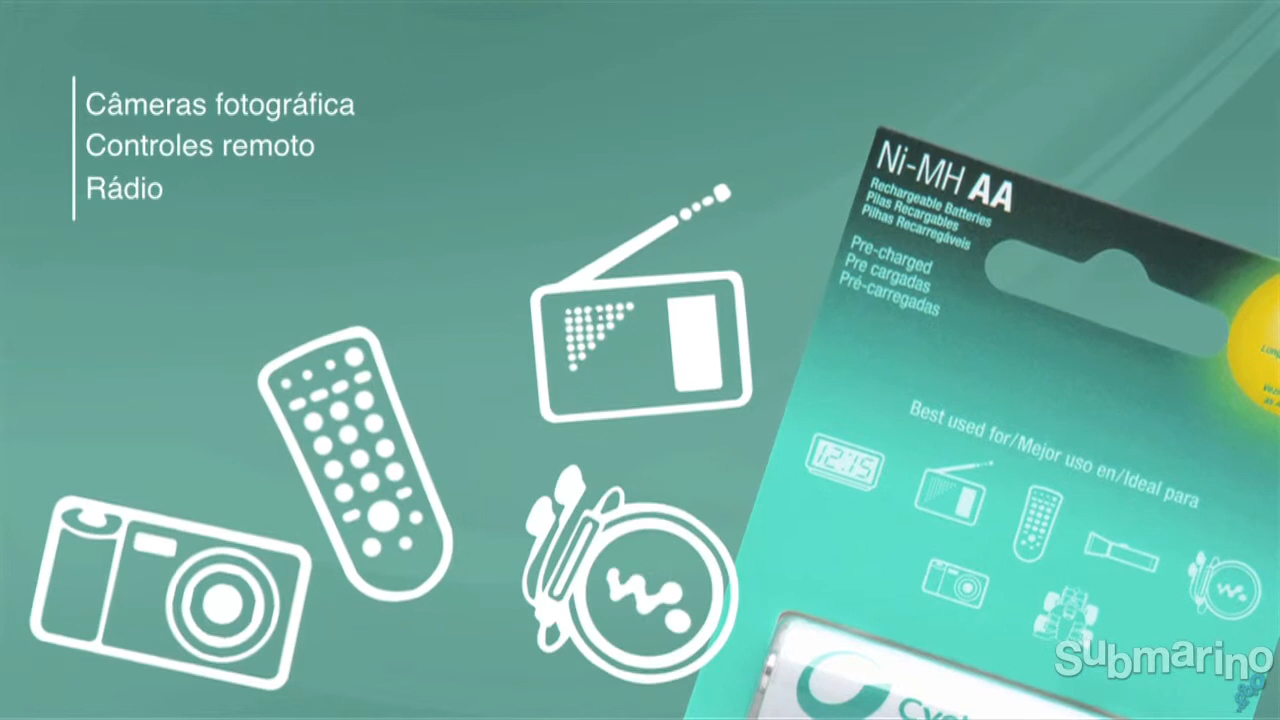 Câmeras fotográfica
Controles remoto
Rádio
Ni-MH AA
Rechargeable Batteries
Pilas Recargables
Pilhas Recarregáveis
Pre-charged
Pre cargadas
Pré-carregadas
Best used for/Mejor uso en/Ideal para
12:15
Submarino